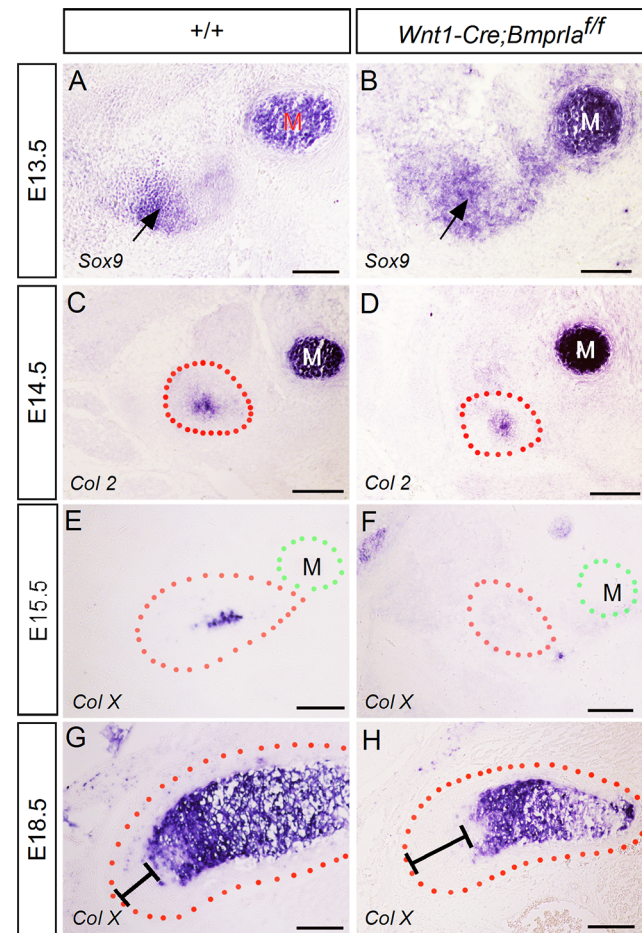 +/+
Wnt1-Cre;BmprIa^f/f
E13.5
A
M
Sox9
B
M
Sox9
E14.5
C
M
Col 2
D
M
Col 2
E15.5
E
M
Col X
F
M
Col X
E18.5
G
Col X
H
Col X